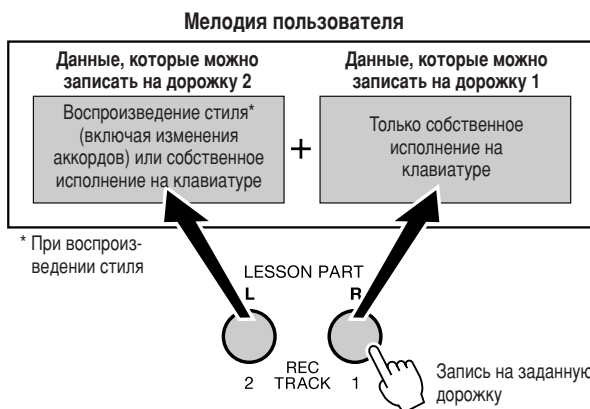 Мелодия пользователя
Данные, которые можно
записать на дорожку 2
Воспроизведение стиля*
(включая изменения
аккордов) или собственное
исполнение на клавиатуре
+
Данные, которые можно
записать на дорожку 1
Только собственное
исполнение на
клавиатуре
* При воспроиз-
ведении стиля
LESSON PART
L R
REC
2 TRACK 1
Запись на заданную
дорожку